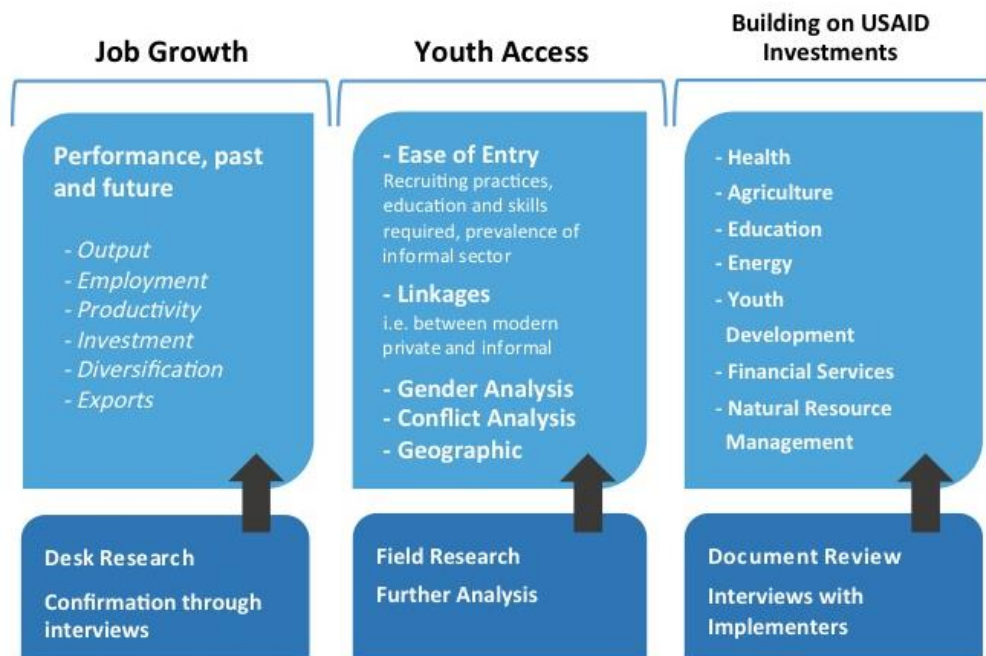 Job Growth
Performance, past
and future
- Output
- Employment
- Productivity
- Investment
- Diversification
- Exports
Desk Research
Confirmation through
interviews
Youth Access
- Ease of Entry
Recruiting practices,
education and skills
required, prevalence of
informal sector
- Linkages
i.e. between modern
private and informal
- Gender Analysis
- Conflict Analysis
- Geographic
Field Research
Further Analysis
Building on USAID
Investments
- Health
- Agriculture
- Education
- Energy
- Youth
Development
- Financial Services
- Natural Resource
Management
Document Review
Interviews with
Implementers